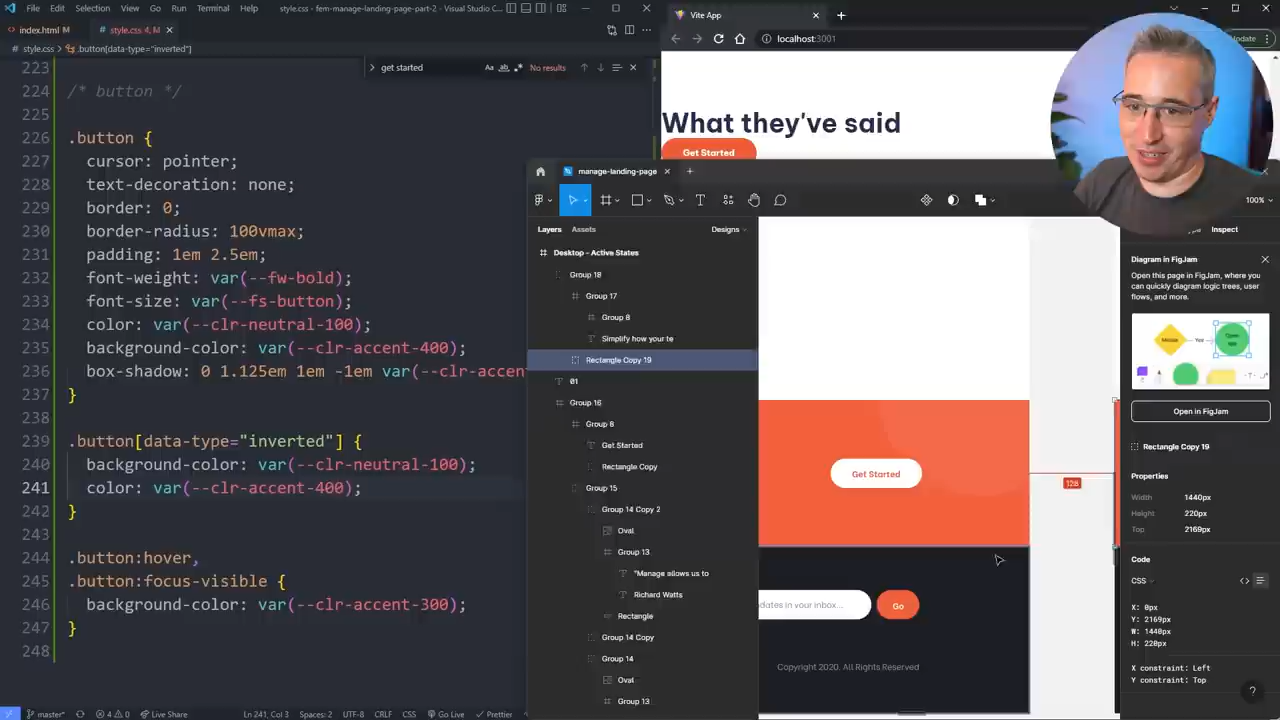 File Edit Selection View Go Run Terminal Help
style.css - fem-manage-landing-page-part-2 - Visual Studio C...
index.html M
style.css 4, M
# style.css > .button[data-type="inverted"]
get started
No results
223
224 /* button */
225
226 .button {
227 cursor: pointer;
228 text-decoration: none;
229 border: 0;
230 border-radius: 100vmax;
231 padding: 1em 2.5em;
232 font-weight: var(--fw-bold);
233 font-size: var(--fs-button);
234 color: var(--clr-neutral-100);
235 background-color: var(--clr-accent-400);
236 box-shadow: 0 1.125em 1em -1em var(--clr-accen
237 }
238
239 .button[data-type="inverted"] {
240 background-color: var(--clr-neutral-100);
241 color: var(--clr-accent-400);
242 }
243
244 .button:hover,
245 .button:focus-visible {
246 background-color: var(--clr-accent-300);
247 }
248
master*
0 4 0
Live Share
Ln 241, Col 3
Spaces: 2
UTF-8
CRLF
CSS
Go Live
Prettier
Vite App
localhost:3001
What they've said
Get Started
manage-landing-page
100%
Layers
Assets
Designs
Desktop - Active States
Group 18
Group 17
Group 8
Simplify how your te
Rectangle Copy 19
01
Group 16
Group 8
Get Started
Rectangle Copy
Group 15
Group 14 Copy 2
Oval
Group 13
"Manage allows us to
Richard Watts
Rectangle
Group 14 Copy
Group 14
Oval
Group 13
Get Started
128
dates in your inbox...
Go
Copyright 2020. All Rights Reserved
Inspect
Diagram in FigJam
Open this page in FigJam, where you
can quickly diagram logic trees, user
flows, and more.
Yes
Open in FigJam
Rectangle Copy 19
Properties
Width 1440px
Height 220px
Top 2169px
Code
CSS
X: 0px
Y: 2169px
W: 1440px
H: 220px
X constraint: Left
Y constraint: Top
?